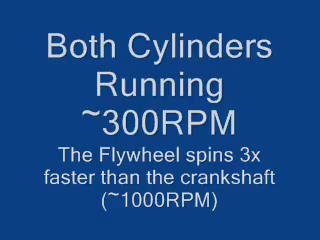 Both Cylinders
Running
~300RPM
The Flywheel spins 3x
faster than the crankshaft
(~1000RPM)